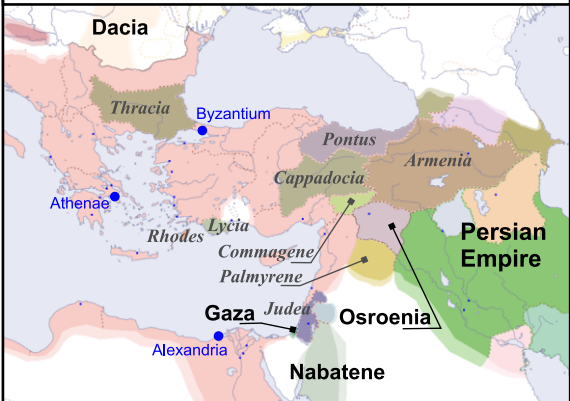 Dacia
Thracia
Byzantium
Pontus
Armenia
Cappadocia
Athenae
Lycia
Rhodes
Persian
Empire
Commagene
Palmyrene
Gaza
Judea
Osroenia
Alexandria
Nabatene